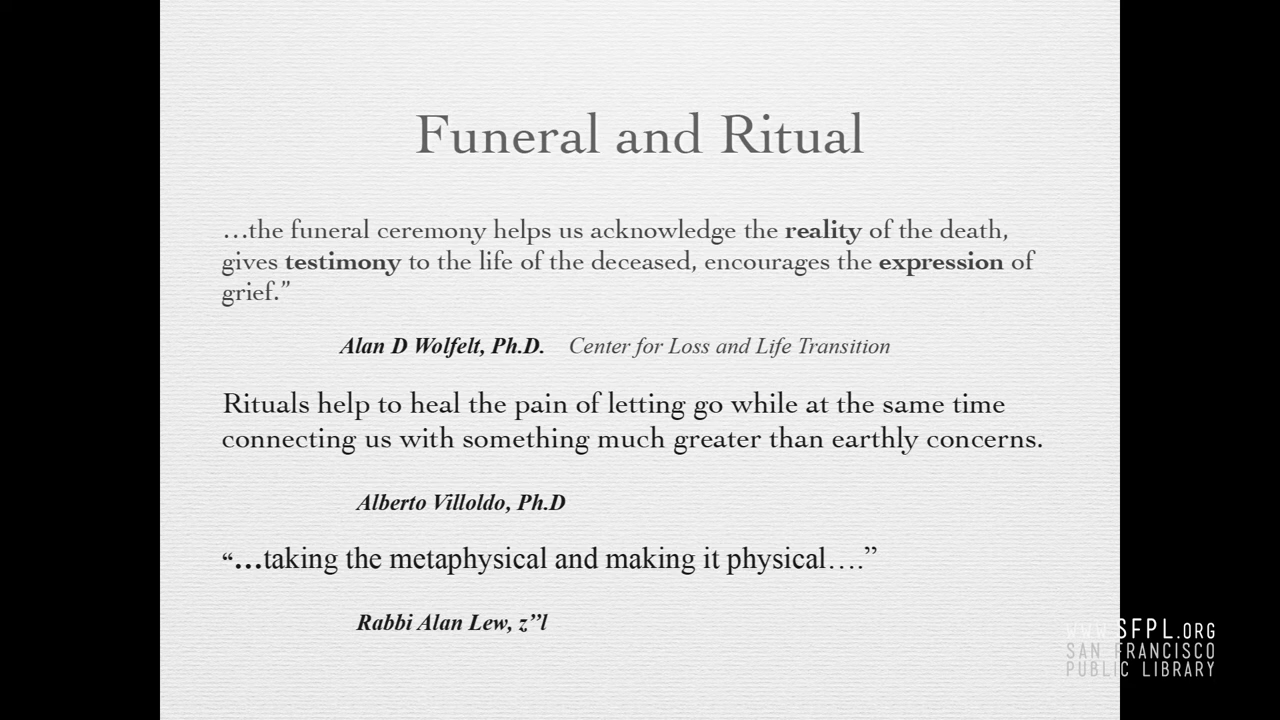 Funeral and Ritual
…the funeral ceremony helps us acknowledge the reality of the death,
gives testimony to the life of the deceased, encourages the expression of
grief.”
Alan D Wolfelt, Ph.D. Center for Loss and Life Transition
Rituals help to heal the pain of letting go while at the same time
connecting us with something much greater than earthly concerns.
Alberto Villoldo, Ph.D
“…taking the metaphysical and making it physical….”
Rabbi Alan Lew, z”l
WWW.SFPL.ORG
SAN FRANCISCO
PUBLIC LIBRARY